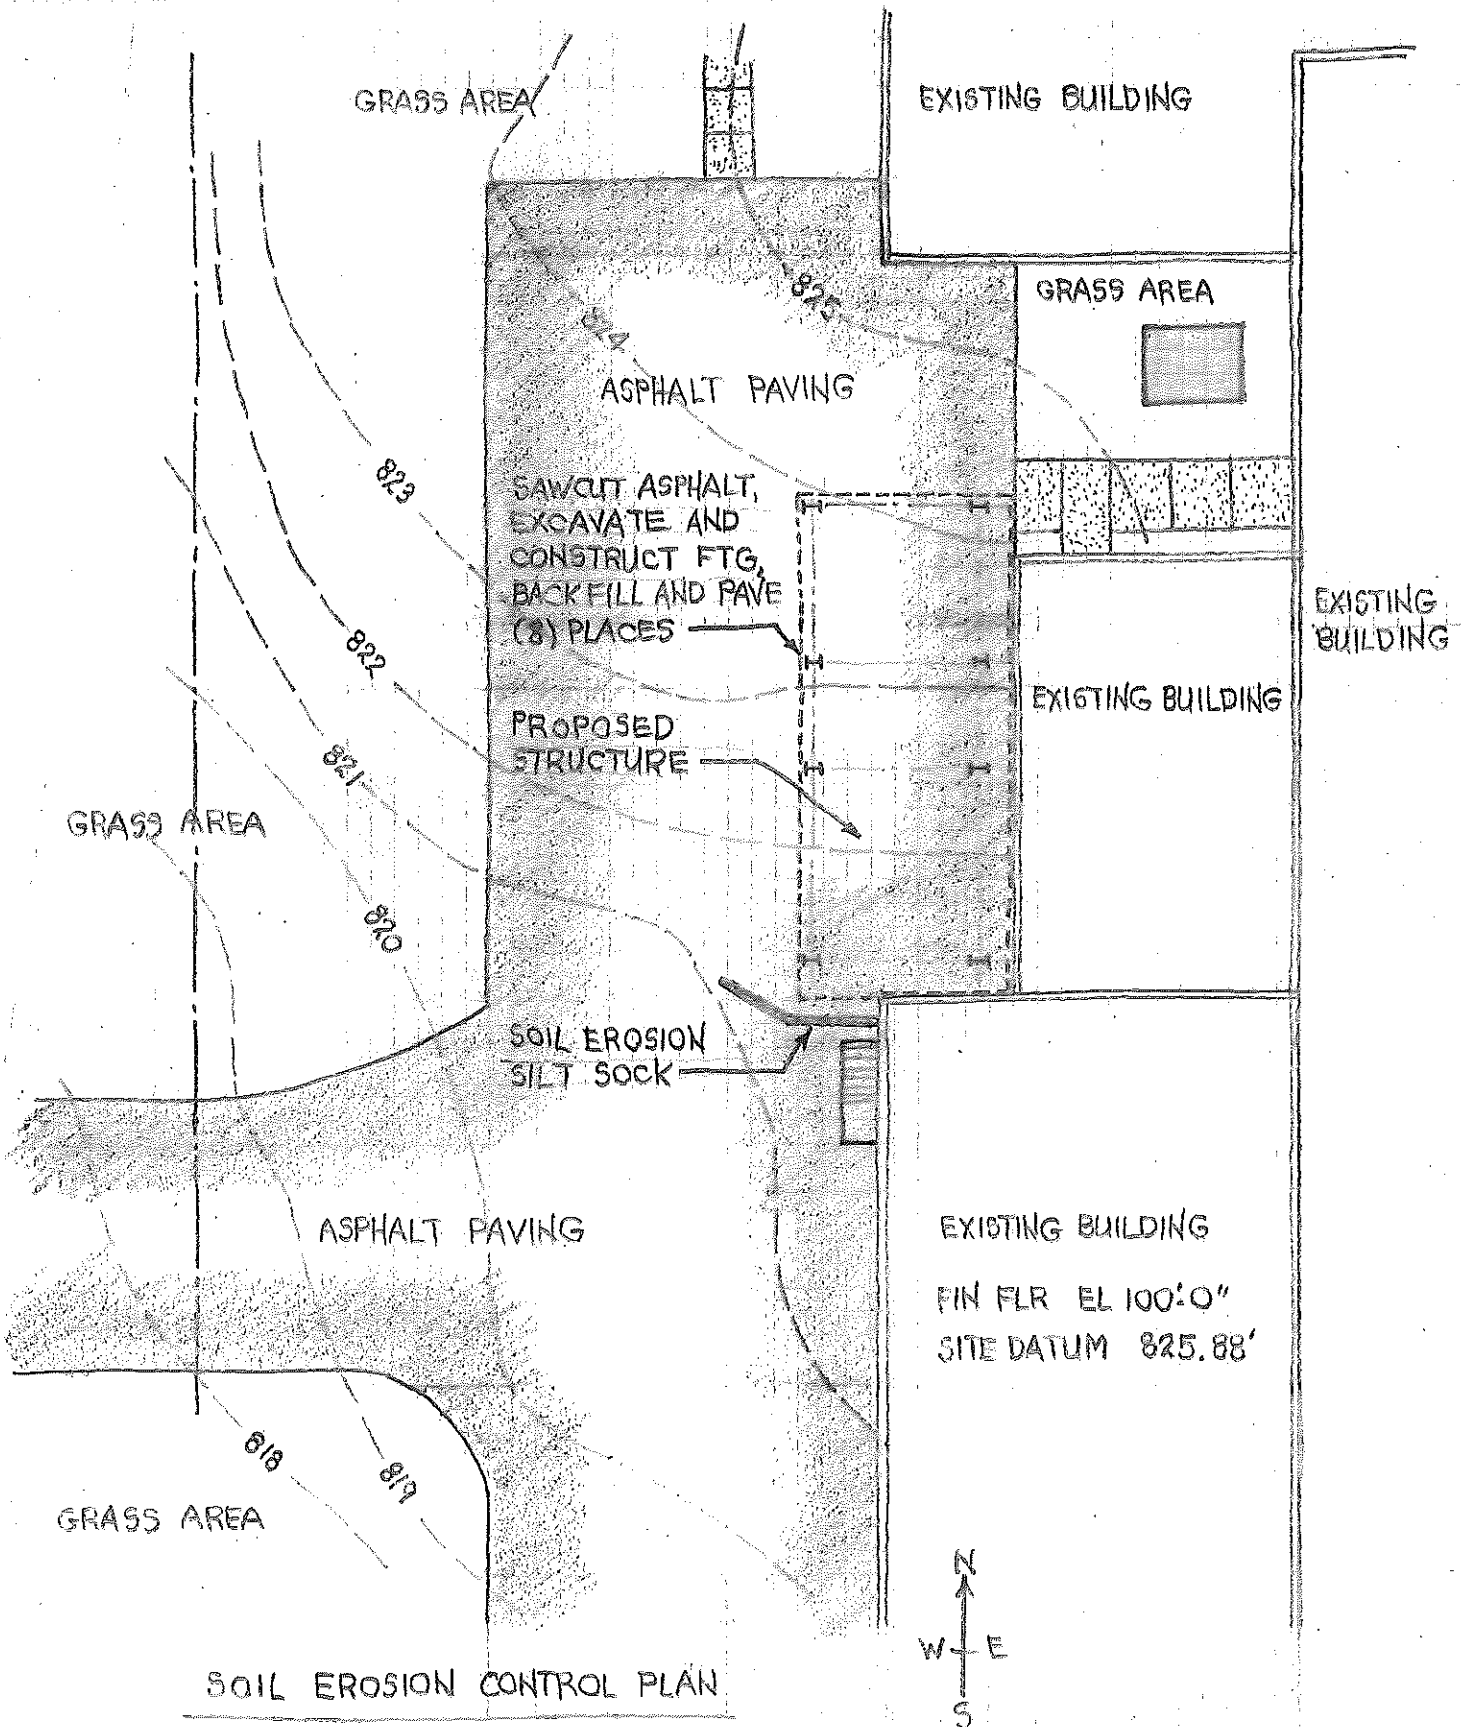 GRASS AREA
EXISTING BUILDING
GRASS AREA
825
824
ASPHALT PAVING
823
SAWCUT ASPHALT,
EXCAVATE AND
CONSTRUCT FTG,
BACKFILL AND PAVE
(8) PLACES
EXISTING
BUILDING
822
EXISTING BUILDING
PROPOSED
STRUCTURE
821
GRASS AREA
820
SOIL EROSION
SILT SOCK
ASPHALT PAVING
EXISTING BUILDING
FIN FLR EL 100'-0"
SITE DATUM 825.88'
818
819
GRASS AREA
N
W E
S
SOIL EROSION CONTROL PLAN